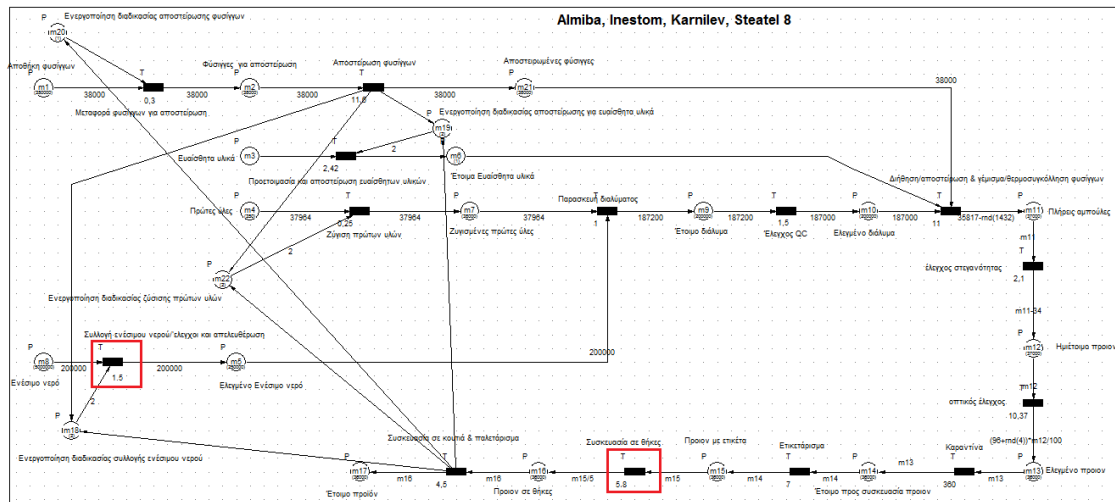 Almiba, Inestom, Karnilev, Steatel 8
Ενεργοποίηση διαδικασίας αποστείρωσης φυσίγγων
P
m20
Αποθήκη φυσίγγων
Φύσιγγες για αποστείρωση
Αποστείρωση φυσίγγων
Αποστειρωμένες φύσιγγες
P T P T P
m1 38000 38000 m2 38000 38000 m21 38000
0,3 11,6
Μεταφορά φυσίγγων για αποστείρωση
P Ενεργοποίηση διαδικασίας αποστείρωσης για ευαίσθητα υλικά
m19
P T 2 P
Ευαίσθητα υλικά m3 m6
2,42 Έτοιμα Ευαίσθητα υλικά
Προετοιμασία και αποστείρωση ευαίσθητων υλικών
Διήθηση/αποστείρωση & γέμισμα/θερμοσυγκόλληση φυσίγγων
Πρώτες ύλες
Παρασκευή διαλύματος
P T P T P T P T P
m4 37964 37964 m7 37964 187200 m9 187200 187000 m10 187000 35817-rnd(1432) m11 Πλήρεις αμπούλες
0,25 1 1,5 11
Ζύγιση πρώτων υλών
Ζυγισμένες πρώτες ύλες
Έτοιμο διάλυμα
Έλεγχος QC
Ελεγμένο διάλυμα
2
m11
P
m22
T
έλεγχος στεγανότητας
2,1
Ενεργοποίηση διαδικασίας ζύσισης πρώτων υλών
m11-34
Συλλογή ενέσιμου νερού/έλεγχοι και απελευθέρωση
P T P
m8 200000 200000 m5 200000
1.5
Ενέσιμο νερό
Ελεγμένο Ενέσιμο νερό
P
m12 Ημιέτοιμο προιον
m12
T
οπτικός έλεγχος
10,37
2
P
m18
(96+rnd(4))*m12/100
Ενεργοποίηση διαδικασίας συλλογής ενέσιμου νερού
Συσκευασία σε κουτιά & παλετάρισμα
Συσκευασία σε θήκες
Προιον με ετικέτα
Ετικετάρισμα
Καραντίνα
P T P T P T P T P
m17 m16 m16 m16 m15/5 m15 m15 m14 m14 m14 m13 m13 m13 Ελεγμένο προιον
4,5 5.8 7 360
Έτοιμο προϊόν
Προιον σε θήκες
Έτοιμο προς συσκευασία προιον